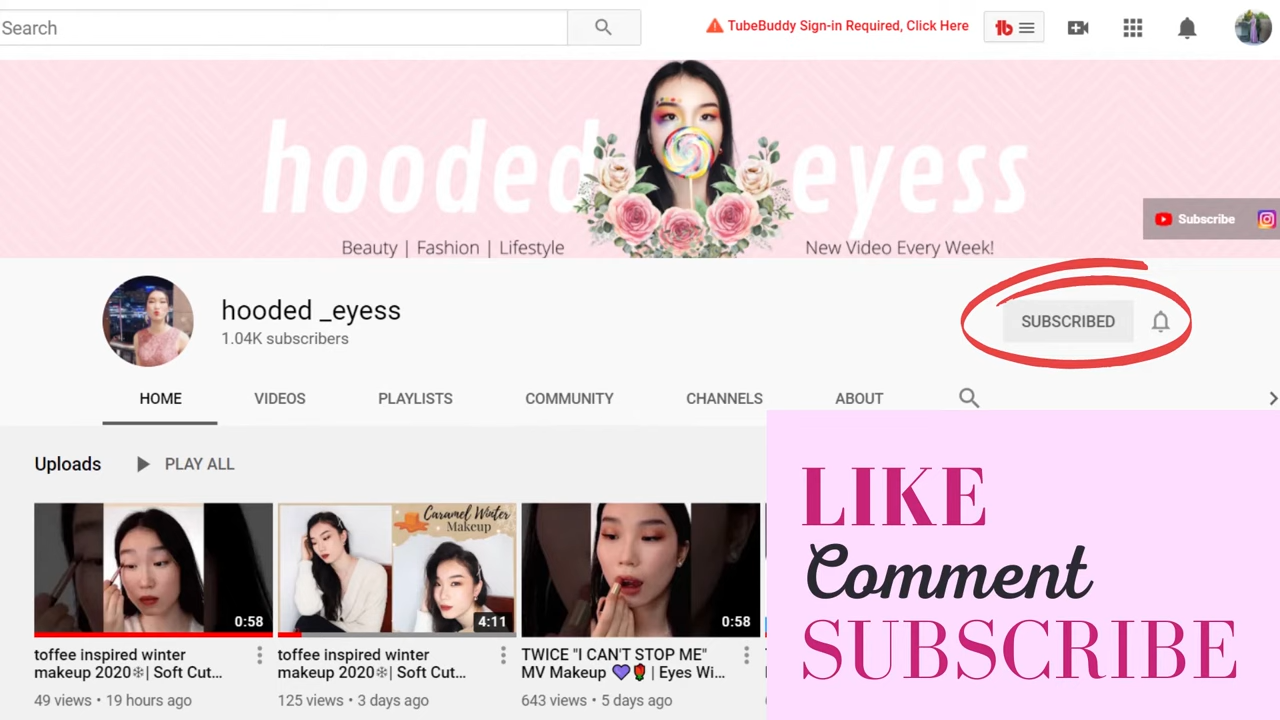 Search
TubeBuddy Sign-in Required, Click Here
hooded eyess
Beauty | Fashion | Lifestyle
New Video Every Week!
Subscribe
hooded _eyess
1.04K subscribers
SUBSCRIBED
HOME VIDEOS PLAYLISTS COMMUNITY CHANNELS ABOUT
Uploads PLAY ALL
0:58
Caramel Winter
Makeup
4:11
0:58
toffee inspired winter
makeup 2020❄| Soft Cut...
49 views • 19 hours ago
toffee inspired winter
makeup 2020❄| Soft Cut...
125 views • 3 days ago
TWICE "I CAN'T STOP ME"
MV Makeup 💜🌹 | Eyes Wi...
643 views • 5 days ago
LIKE
Comment
SUBSCRIBE